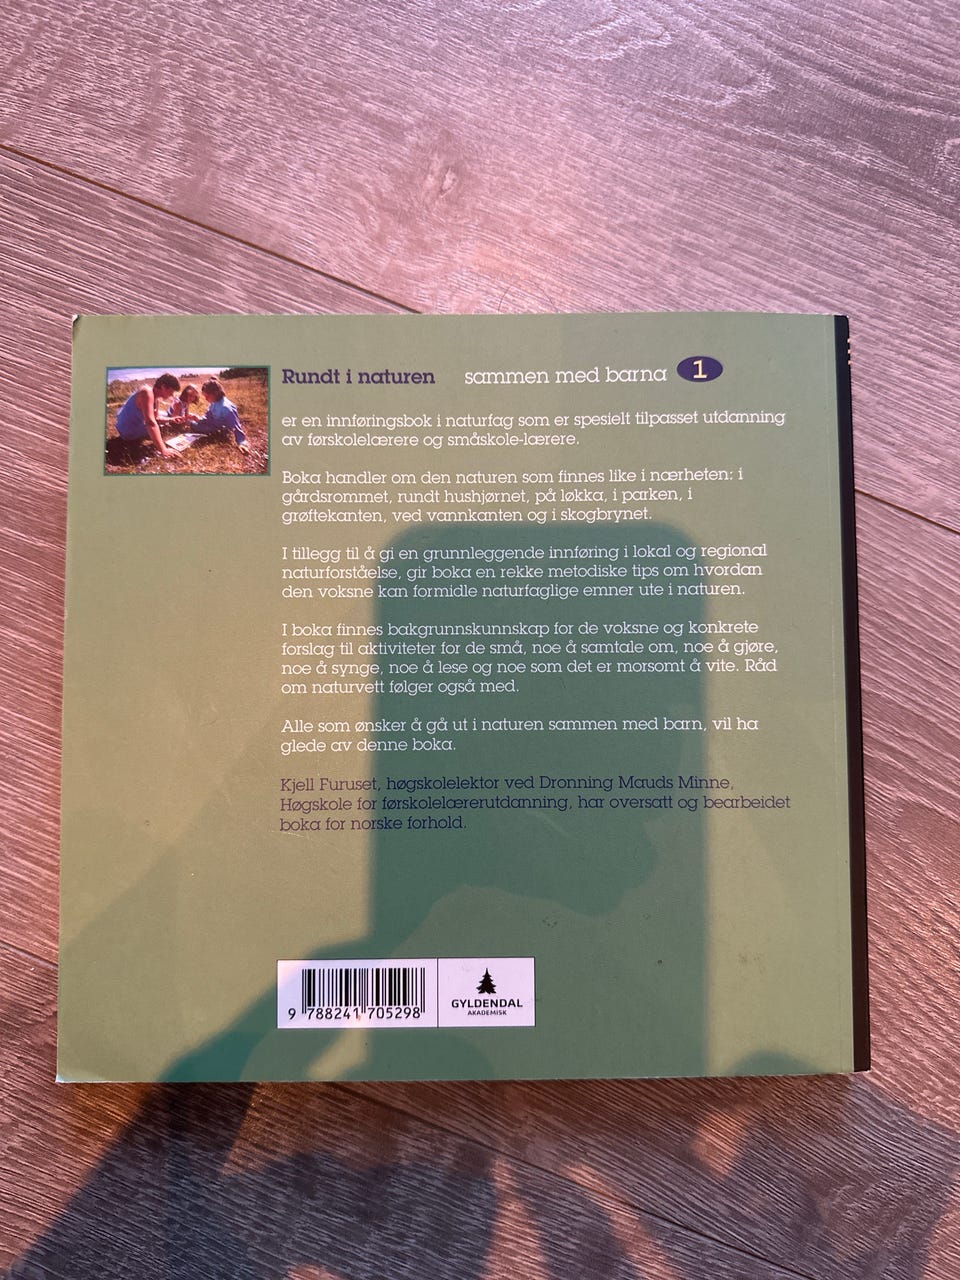 Rundt i naturen sammen med barna 1
er en innføringsbok i naturfag som er spesielt tilpasset utdanning
av førskolelærere og småskole-lærere.
Boka handler om den naturen som finnes like i nærheten: i
gårdsrommet, rundt hushjørnet, på løkka, i parken, i
grøftekanten, ved vannkanten og i skogbrynet.
I tillegg til å gi en grunnleggende innføring i lokal og regional
naturforståelse, gir boka en rekke metodiske tips om hvordan
den voksne kan formidle naturfaglige emner ute i naturen.
I boka finnes bakgrunnskunnskap for de voksne og konkrete
forslag til aktiviteter for de små, noe å samtale om, noe å gjøre,
noe å synge, noe å lese og noe som det er morsomt å vite. Råd
om naturvett følger også med.
Alle som ønsker å gå ut i naturen sammen med barn, vil ha
glede av denne boka.
Kjell Furuset, høgskolelektor ved Dronning Mauds Minne,
Høgskole for førskolelærerutdanning, har oversatt og bearbeidet
boka for norske forhold.
9 788241 705298
GYLDENDAL
AKADEMISK